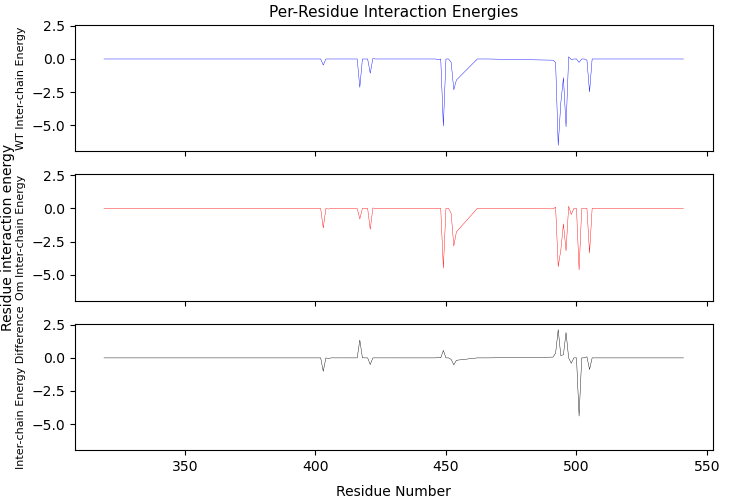 Per-Residue Interaction Energies
Residue interaction energy
WT Inter-chain Energy
2.5
0.0
−2.5
−5.0
Om Inter-chain Energy
2.5
0.0
−2.5
−5.0
Inter-chain Energy Difference
2.5
0.0
−2.5
−5.0
350 400 450 500 550
Residue Number